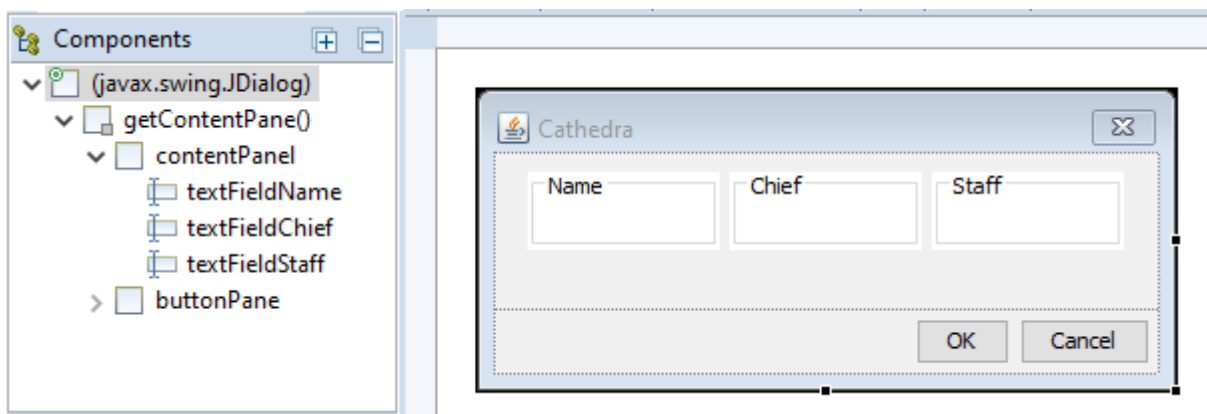 Components
(javax.swing.JDialog)
getContentPane()
contentPanel
textFieldName
textFieldChief
textFieldStaff
buttonPane
Cathedra
Name Chief Staff
OK Cancel